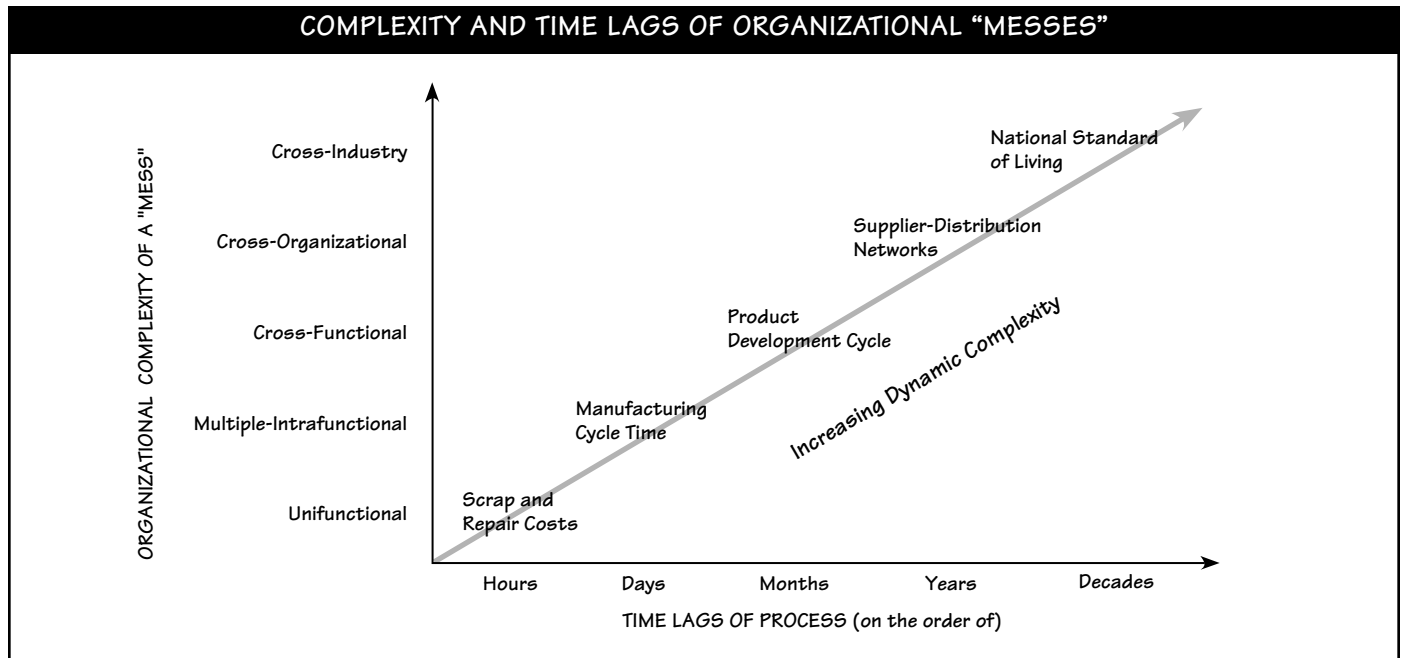 COMPLEXITY AND TIME LAGS OF ORGANIZATIONAL “MESSES”
ORGANIZATIONAL COMPLEXITY OF A "MESS"
Cross-Industry
Cross-Organizational
Cross-Functional
Multiple-Intrafunctional
Unifunctional
National Standard
of Living
Supplier-Distribution
Networks
Product
Development Cycle
Manufacturing
Cycle Time
Scrap and
Repair Costs
Increasing Dynamic Complexity
Hours Days Months Years Decades
TIME LAGS OF PROCESS (on the order of)